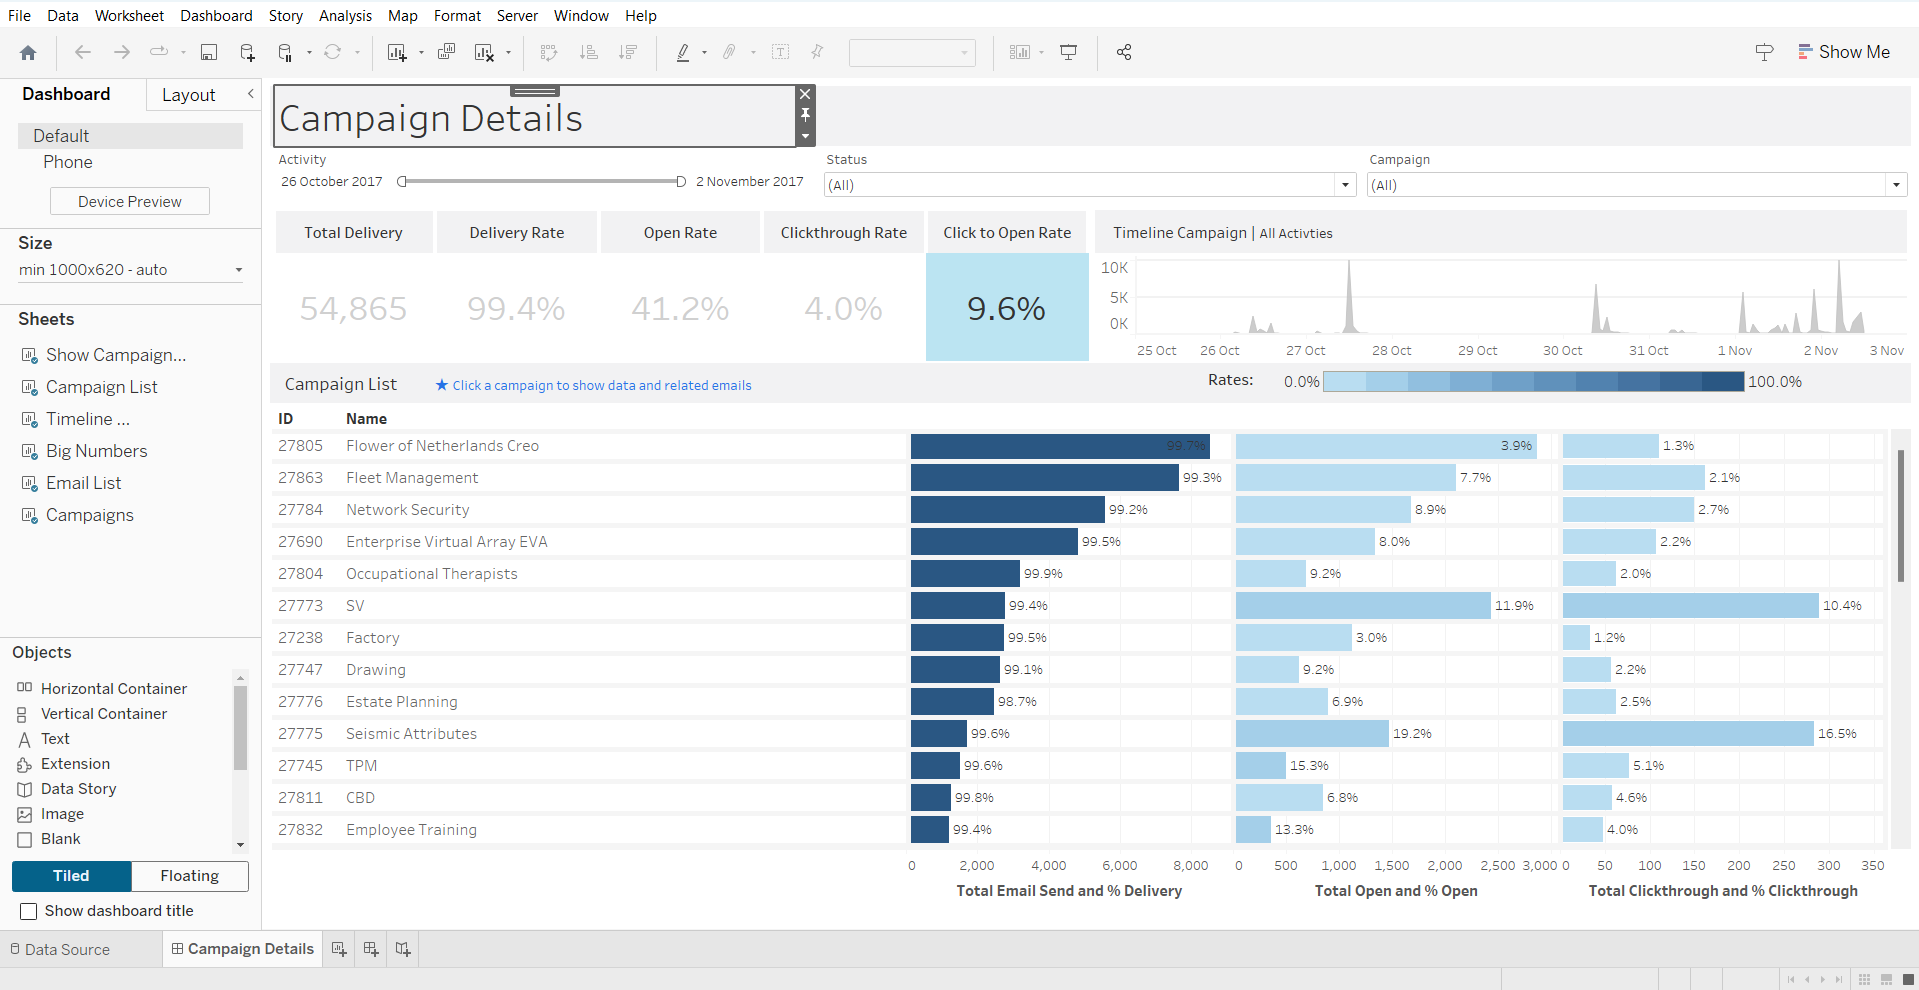 File Data Worksheet Dashboard Story Analysis Map Format Server Window Help
Show Me
Dashboard Layout
Default
Phone
Device Preview
Size
min 1000x620 - auto
Sheets
Show Campaign...
Campaign List
Timeline ...
Big Numbers
Email List
Campaigns
Objects
Horizontal Container
Vertical Container
Text
Extension
Data Story
Image
Blank
Tiled Floating
Show dashboard title
Campaign Details
Activity Status Campaign
26 October 2017 2 November 2017 (All) (All)
Total Delivery Delivery Rate Open Rate Clickthrough Rate Click to Open Rate
54,865 99.4% 41.2% 4.0% 9.6%
Timeline Campaign | All Activties
10K
5K
0K
25 Oct 26 Oct 27 Oct 28 Oct 29 Oct 30 Oct 31 Oct 1 Nov 2 Nov 3 Nov
Campaign List ★ Click a campaign to show data and related emails Rates: 0.0% 100.0%
ID Name
27805 Flower of Netherlands Creo 99.7% 3.9% 1.3%
27863 Fleet Management 99.3% 7.7% 2.1%
27784 Network Security 99.2% 8.9% 2.7%
27690 Enterprise Virtual Array EVA 99.5% 8.0% 2.2%
27804 Occupational Therapists 99.9% 9.2% 2.0%
27773 SV 99.4% 11.9% 10.4%
27238 Factory 99.5% 3.0% 1.2%
27747 Drawing 99.1% 9.2% 2.2%
27776 Estate Planning 98.7% 6.9% 2.5%
27775 Seismic Attributes 99.6% 19.2% 16.5%
27745 TPM 99.6% 15.3% 5.1%
27811 CBD 99.8% 6.8% 4.6%
27832 Employee Training 99.4% 13.3% 4.0%
0 2,000 4,000 6,000 8,000 0 500 1,000 1,500 2,000 2,500 3,000 0 50 100 150 200 250 300 350
Total Email Send and % Delivery Total Open and % Open Total Clickthrough and % Clickthrough
Data Source Campaign Details